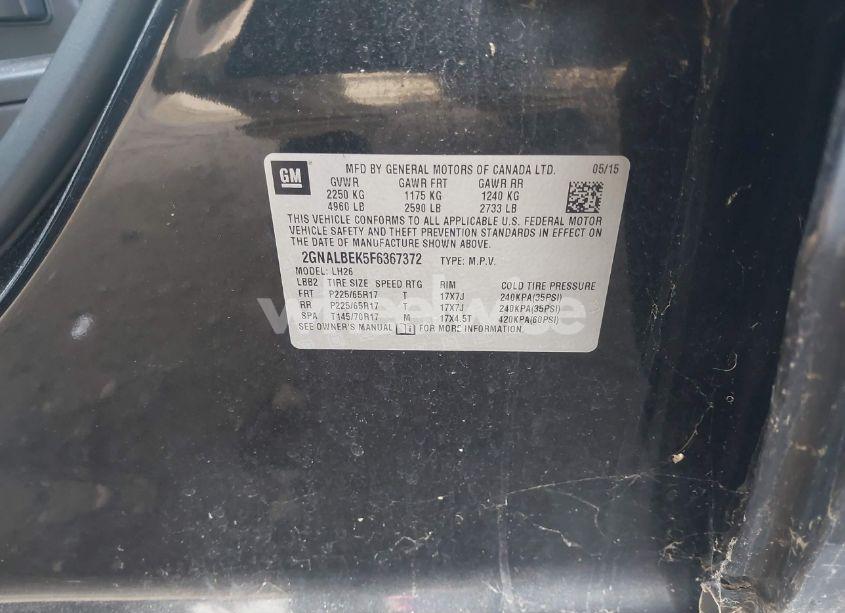 GM
MFD BY GENERAL MOTORS OF CANADA LTD. 05/15
GVWR GAWR FRT GAWR RR
2250 KG 1175 KG 1240 KG
4960 LB 2590 LB 2733 LB
THIS VEHICLE CONFORMS TO ALL APPLICABLE U.S. FEDERAL MOTOR
VEHICLE SAFETY AND THEFT PREVENTION STANDARDS IN EFFECT ON
THE DATE OF MANUFACTURE SHOWN ABOVE.
2GNALBEK5F6367372 TYPE: M.P.V.
MODEL: LH26
LBB2 TIRE SIZE SPEED RTG RIM COLD TIRE PRESSURE
FRT P225/65R17 T 17X7J 240KPA(35PSI)
RR P225/65R17 T 17X7J 240KPA(35PSI)
SPA T145/70R17 M 17X4.5T 420KPA(60PSI)
SEE OWNER'S MANUAL FOR MORE INFORMATION.